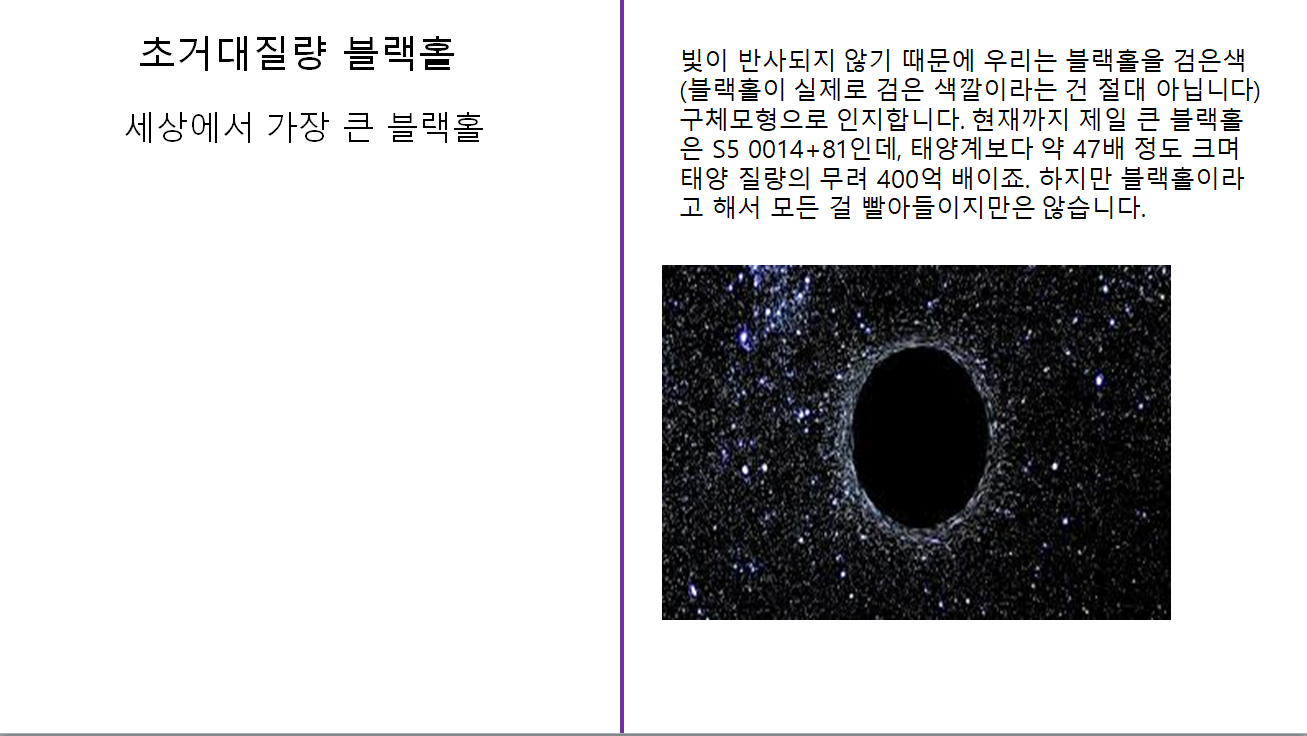 초거대질량 블랙홀
세상에서 가장 큰 블랙홀
빛이 반사되지 않기 때문에 우리는 블랙홀을 검은색
(블랙홀이 실제로 검은 색깔이라는 건 절대 아닙니다)
구체모형으로 인지합니다. 현재까지 제일 큰 블랙홀
은 S5 0014+81인데, 태양계보다 약 47배 정도 크며
태양 질량의 무려 400억 배이죠. 하지만 블랙홀이라
고 해서 모든 걸 빨아들이지만은 않습니다.